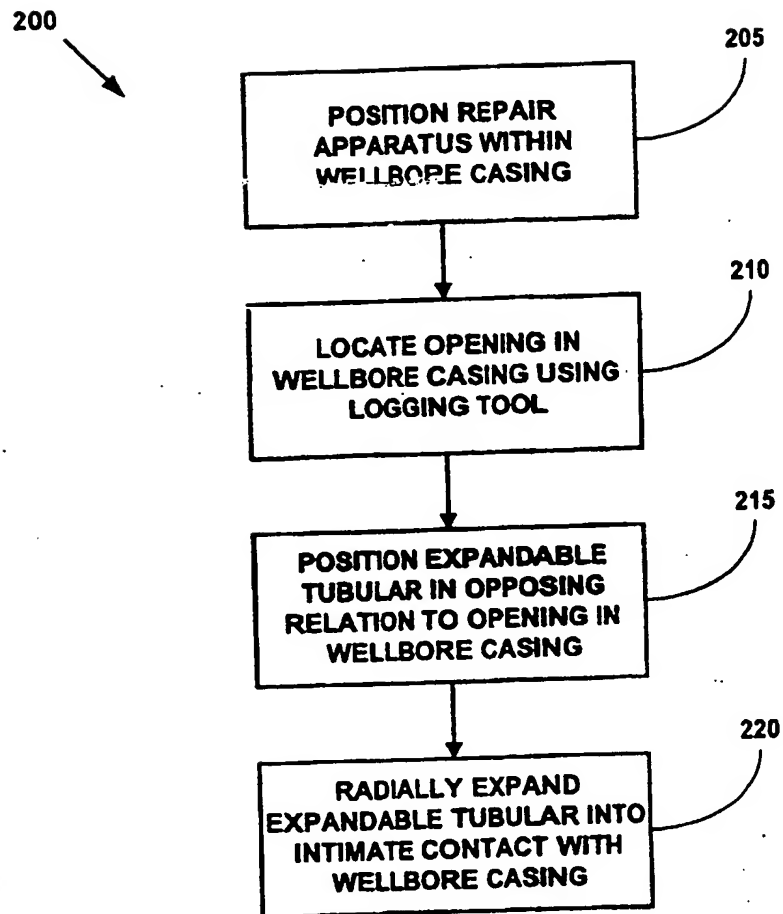 200
205
POSITION REPAIR
APPARATUS WITHIN
WELLBORE CASING
210
LOCATE OPENING IN
WELLBORE CASING USING
LOGGING TOOL
215
POSITION EXPANDABLE
TUBULAR IN OPPOSING
RELATION TO OPENING IN
WELLBORE CASING
220
RADIALLY EXPAND
EXPANDABLE TUBULAR INTO
INTIMATE CONTACT WITH
WELLBORE CASING